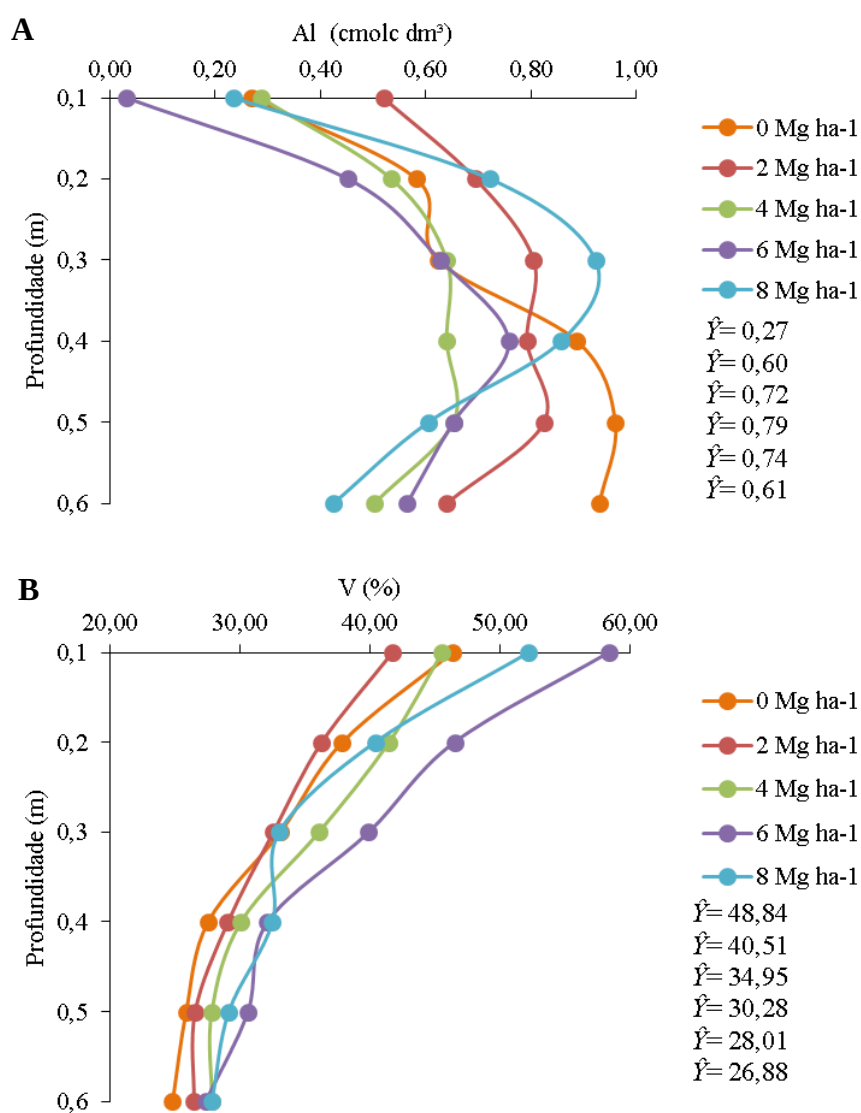 A
Al (cmolc dm³)
0,00 0,20 0,40 0,60 0,80 1,00
0,1
0,2
0,3
0,4
0,5
0,6
Profundidade (m)
0 Mg ha-1
2 Mg ha-1
4 Mg ha-1
6 Mg ha-1
8 Mg ha-1
Ŷ= 0,27
Ŷ= 0,60
Ŷ= 0,72
Ŷ= 0,79
Ŷ= 0,74
Ŷ= 0,61
B
V (%)
20,00 30,00 40,00 50,00 60,00
0,1
0,2
0,3
0,4
0,5
0,6
Profundidade (m)
0 Mg ha-1
2 Mg ha-1
4 Mg ha-1
6 Mg ha-1
8 Mg ha-1
Ŷ= 48,84
Ŷ= 40,51
Ŷ= 34,95
Ŷ= 30,28
Ŷ= 28,01
Ŷ= 26,88